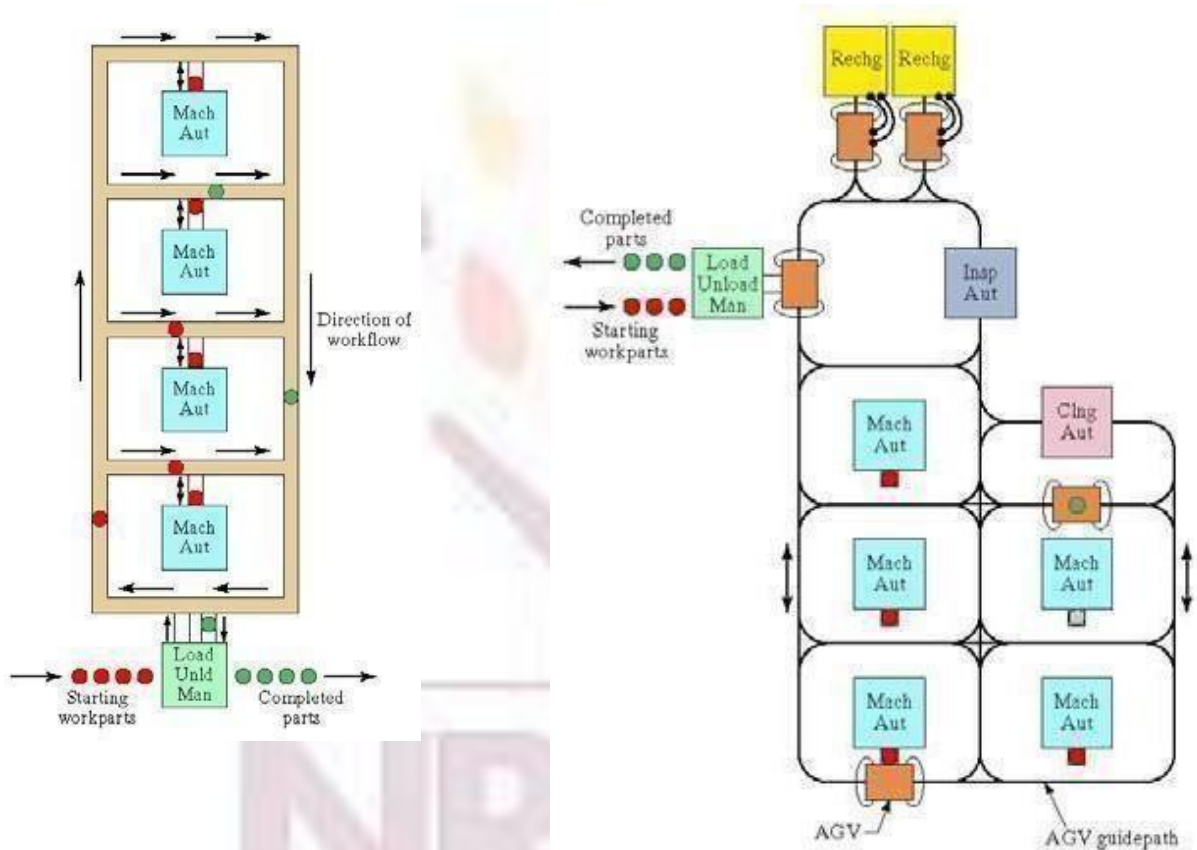 Mach
Aut
Mach
Aut
Direction of
workflow
Mach
Aut
Mach
Aut
Load
Unld
Man
Starting
workparts
Completed
parts
Rechg
Rechg
Completed
parts
Load
Unload
Man
Starting
workparts
Insp
Aut
Mach
Aut
Clng
Aut
Mach
Aut
Mach
Aut
Mach
Aut
Mach
Aut
AGV
AGV guidepath